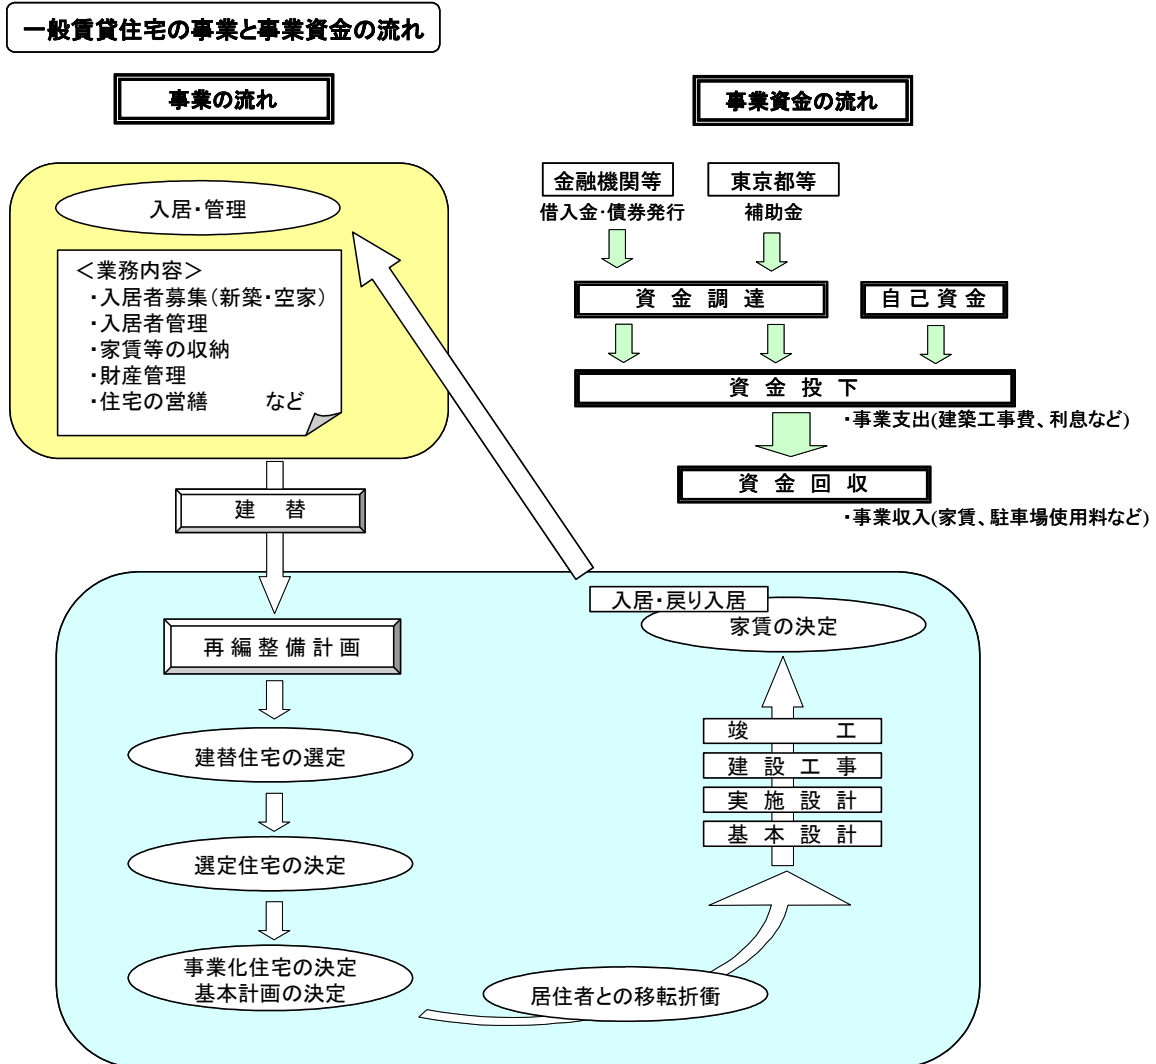 一般賃貸住宅の事業と事業資金の流れ
事業の流れ
入居・管理
＜業務内容＞
・入居者募集（新築・空家）
・入居者管理
・家賃等の収納
・財産管理
・住宅の営繕　　など
建　替
再編整備計画
建替住宅の選定
選定住宅の決定
事業化住宅の決定
基本計画の決定
居住者との移転折衝
基本設計
実施設計
建設工事
竣　　工
家賃の決定
入居・戻り入居
事業資金の流れ
金融機関等
借入金・債券発行
東京都等
補助金
資金調達
自己資金
資金投下
・事業支出(建築工事費、利息など)
資金回収
・事業収入(家賃、駐車場使用料など)